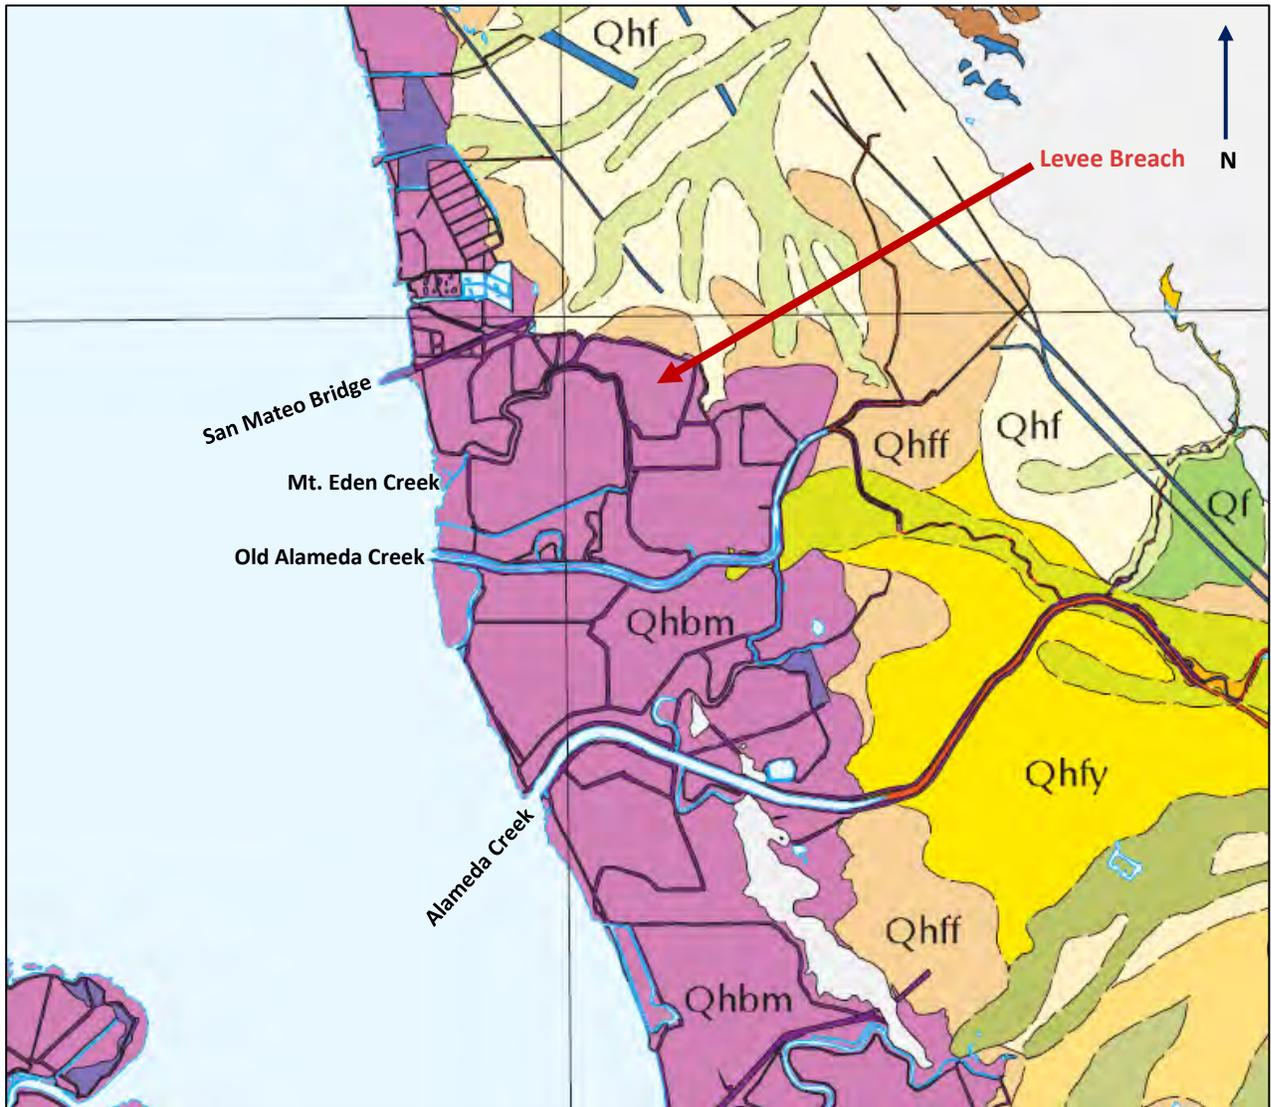 Qhf
Levee Breach
N
San Mateo Bridge
Qhff
Qhf
Mt. Eden Creek
Qf
Old Alameda Creek
Qhbm
Qhfy
Alameda Creek
Qhff
Qhbm